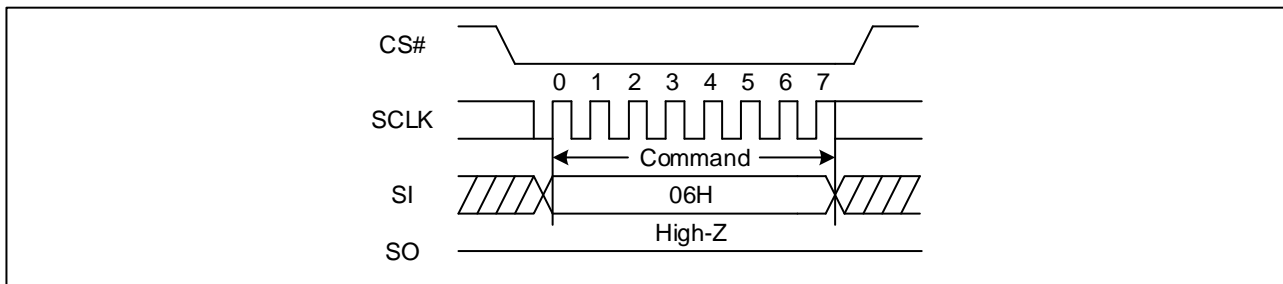 CS#
0 1 2 3 4 5 6 7
SCLK
Command
SI
06H
High-Z
SO